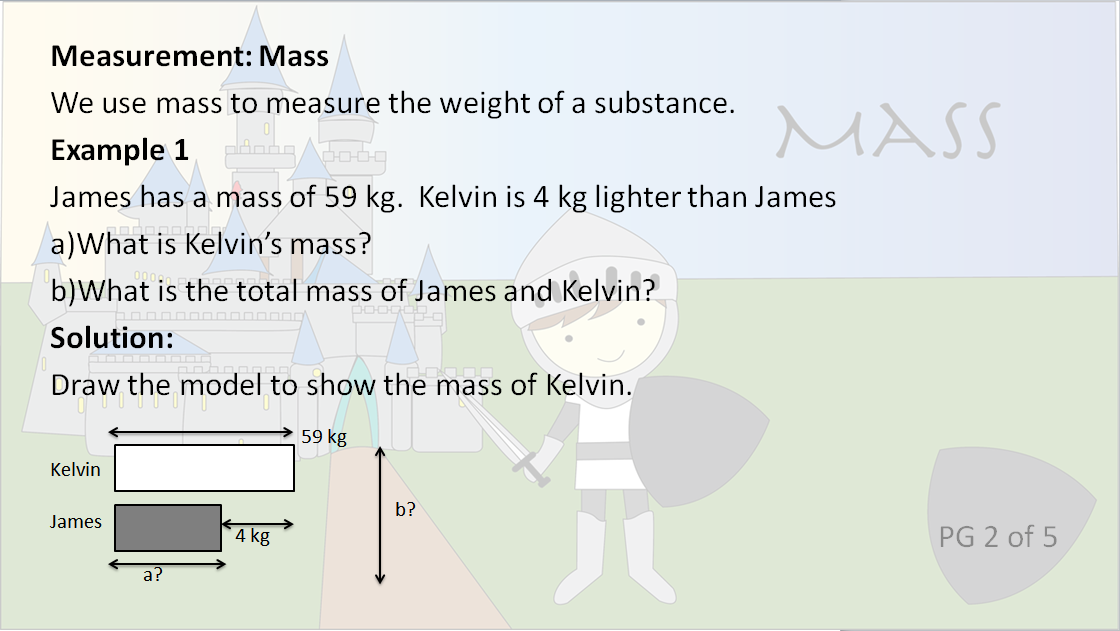 Measurement: Mass
We use mass to measure the weight of a substance.
MASS
Example 1
James has a mass of 59 kg.  Kelvin is 4 kg lighter than James
a)What is Kelvin’s mass?
b)What is the total mass of James and Kelvin?
Solution:
Draw the model to show the mass of Kelvin.
59 kg
Kelvin
James
4 kg
a?
b?
PG 2 of 5